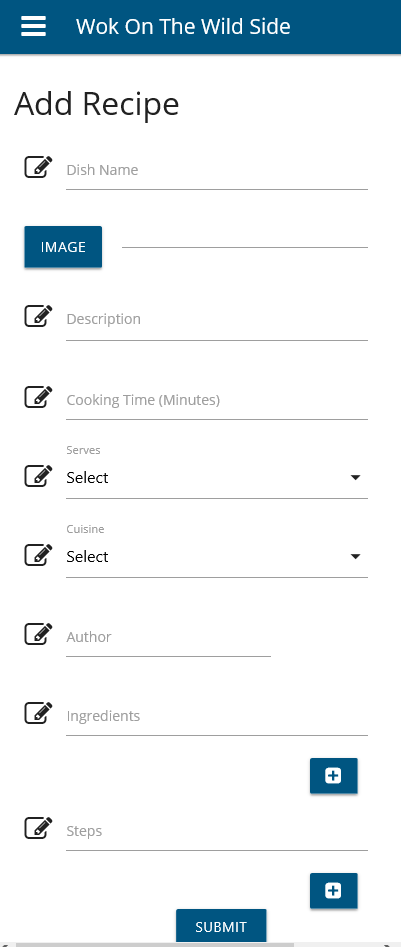 Wok On The Wild Side
Add Recipe
Dish Name
IMAGE
Description
Cooking Time (Minutes)
Serves
Select
Cuisine
Select
Author
Ingredients
Steps
SUBMIT